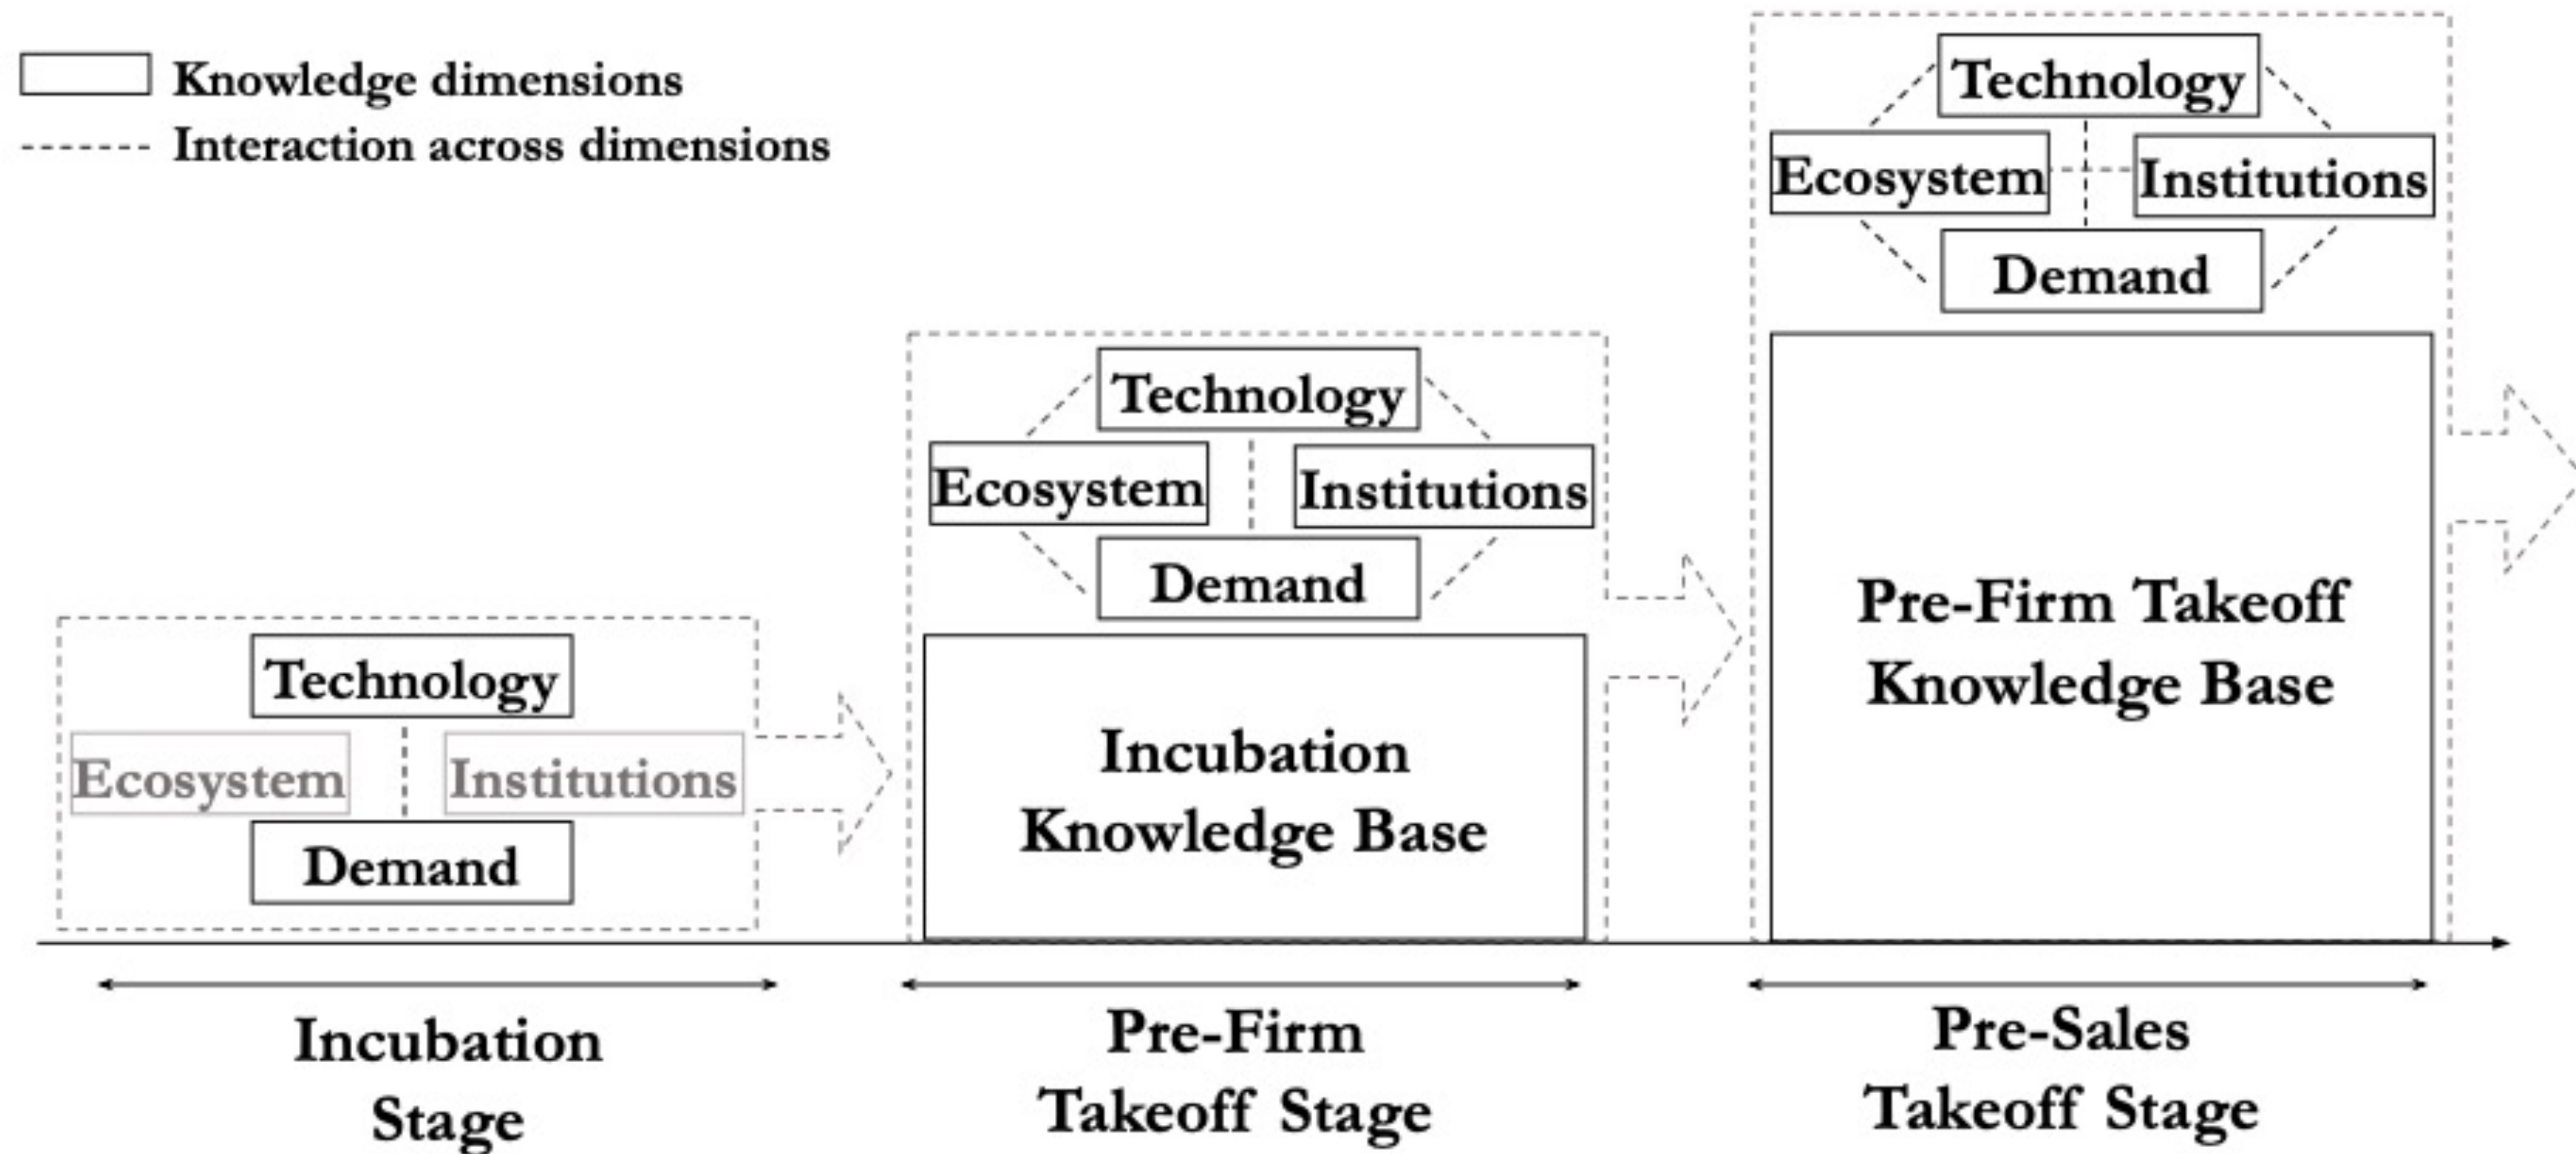 Knowledge dimensions
Interaction across dimensions
Technology
Ecosystem
Institutions
Demand
Incubation
Stage
Technology
Ecosystem
Institutions
Demand
Incubation
Knowledge Base
Pre-Firm
Takeoff Stage
Technology
Ecosystem
Institutions
Demand
Pre-Firm Takeoff
Knowledge Base
Pre-Sales
Takeoff Stage